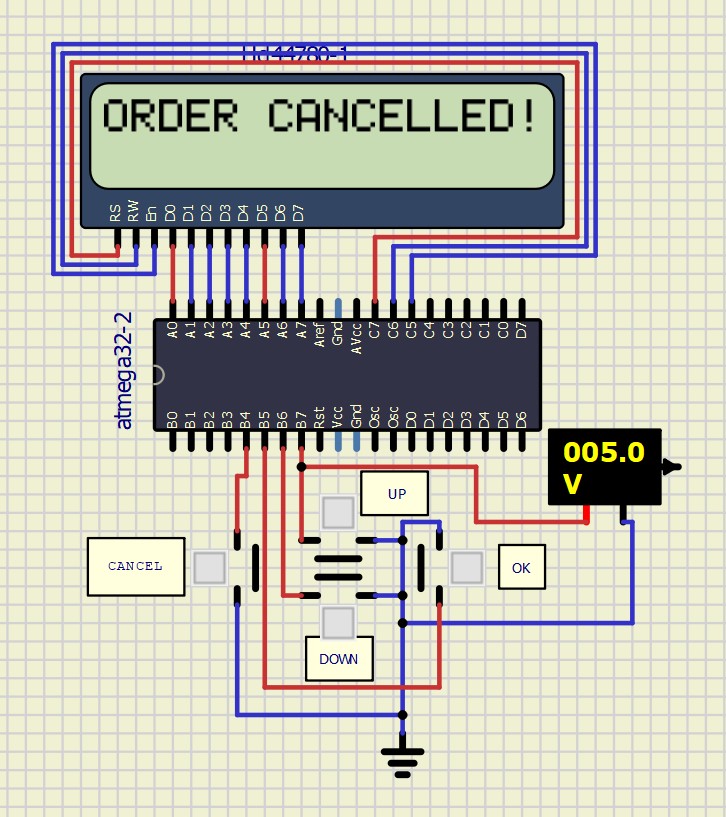 Hd44780-1
ORDER CANCELLED!
RS RW En D0 D1 D2 D3 D4 D5 D6 D7
atmega32-2
A0 A1 A2 A3 A4 A5 A6 A7 Aref Gnd AVcc C7 C6 C5 C4 C3 C2 C1 C0 D7
B0 B1 B2 B3 B4 B5 B6 B7 Rst Vcc Gnd Osc Osc D0 D1 D2 D3 D4 D5 D6
005.0
V
UP
CANCEL
OK
DOWN